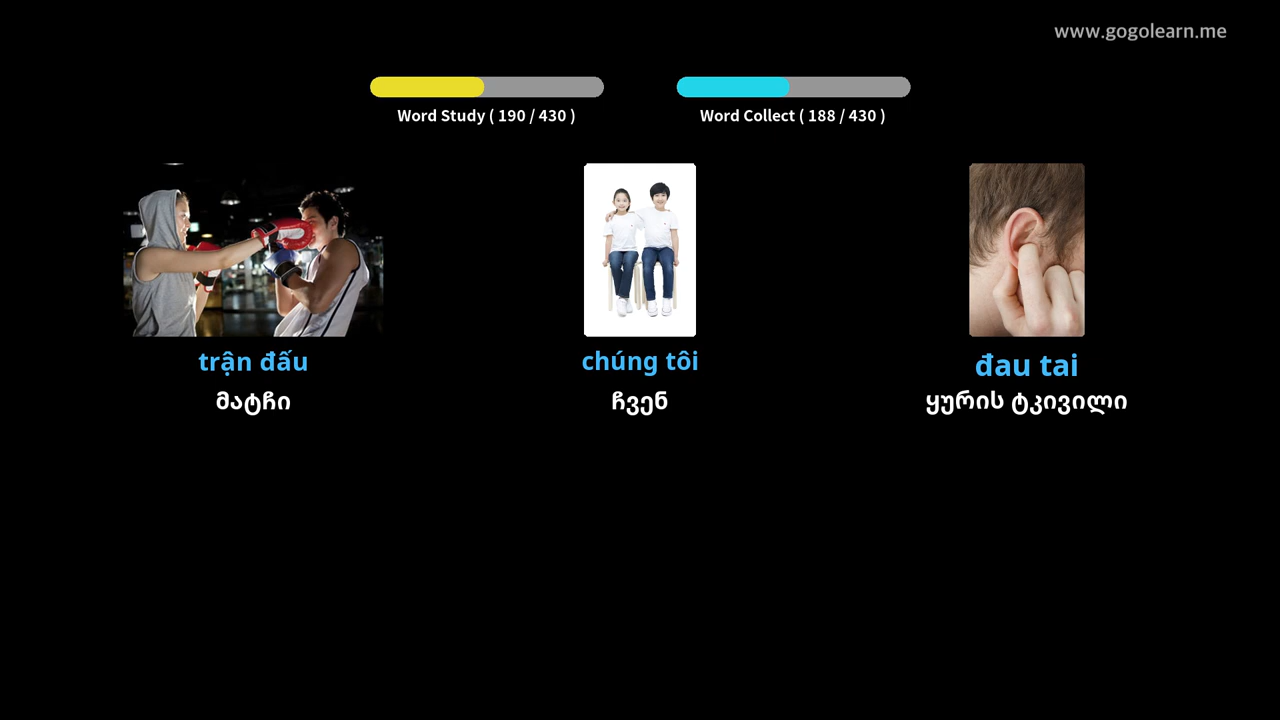 www.gogolearn.me
Word Study ( 190 / 430 )
Word Collect ( 188 / 430 )
trận đấu
chúng tôi
đau tai
მატჩი
ჩვენ
ყურის ტკივილი